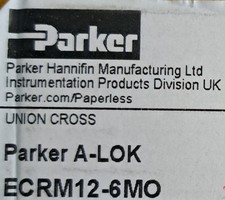 Parker
Parker Hannifin Manufacturing Ltd
Instrumentation Products Division UK
Parker.com/Paperless
UNION CROSS
Parker A-LOK
ECRM12-6MO